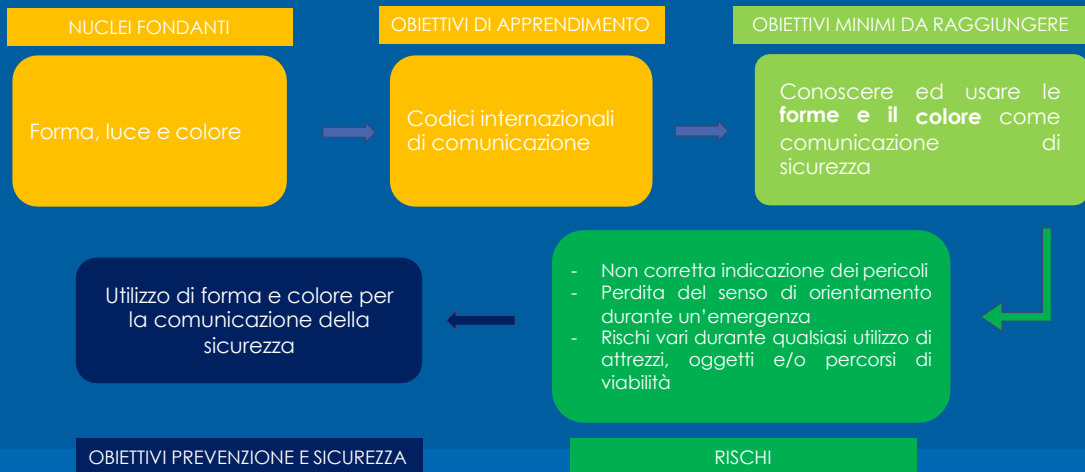 NUCLEI FONDANTI
OBIETTIVI DI APPRENDIMENTO
OBIETTIVI MINIMI DA RAGGIUNGERE
Forma, luce e colore
Codici internazionali
di comunicazione
Conoscere ed usare le
forme e il colore come
comunicazione di
sicurezza
Utilizzo di forma e colore per
la comunicazione della
sicurezza
- Non corretta indicazione dei pericoli
- Perdita del senso di orientamento
durante un'emergenza
- Rischi vari durante qualsiasi utilizzo di
attrezzi, oggetti e/o percorsi di
viabilità
OBIETTIVI PREVENZIONE E SICUREZZA
RISCHI